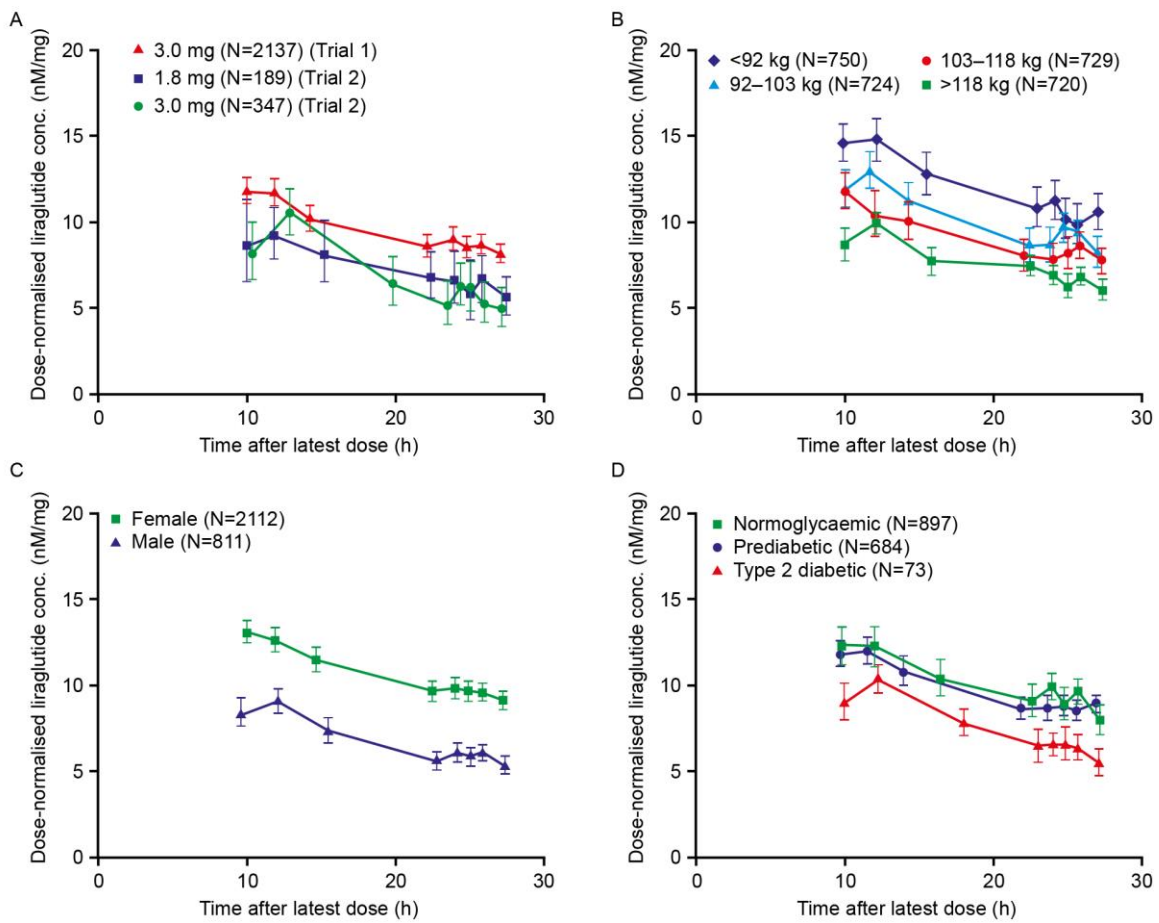 A
Dose-normalised liraglutide conc. (nM/mg)
20
15
10
5
0
3.0 mg (N=2137) (Trial 1)
1.8 mg (N=189) (Trial 2)
3.0 mg (N=347) (Trial 2)
0 10 20 30
Time after latest dose (h)
B
Dose-normalised liraglutide conc. (nM/mg)
20
15
10
5
0
<92 kg (N=750) 103–118 kg (N=729)
92–103 kg (N=724) >118 kg (N=720)
0 10 20 30
Time after latest dose (h)
C
Dose-normalised liraglutide conc. (nM/mg)
20
15
10
5
0
Female (N=2112)
Male (N=811)
0 10 20 30
Time after latest dose (h)
D
Dose-normalised liraglutide conc. (nM/mg)
20
15
10
5
0
Normoglycaemic (N=897)
Prediabetic (N=684)
Type 2 diabetic (N=73)
0 10 20 30
Time after latest dose (h)